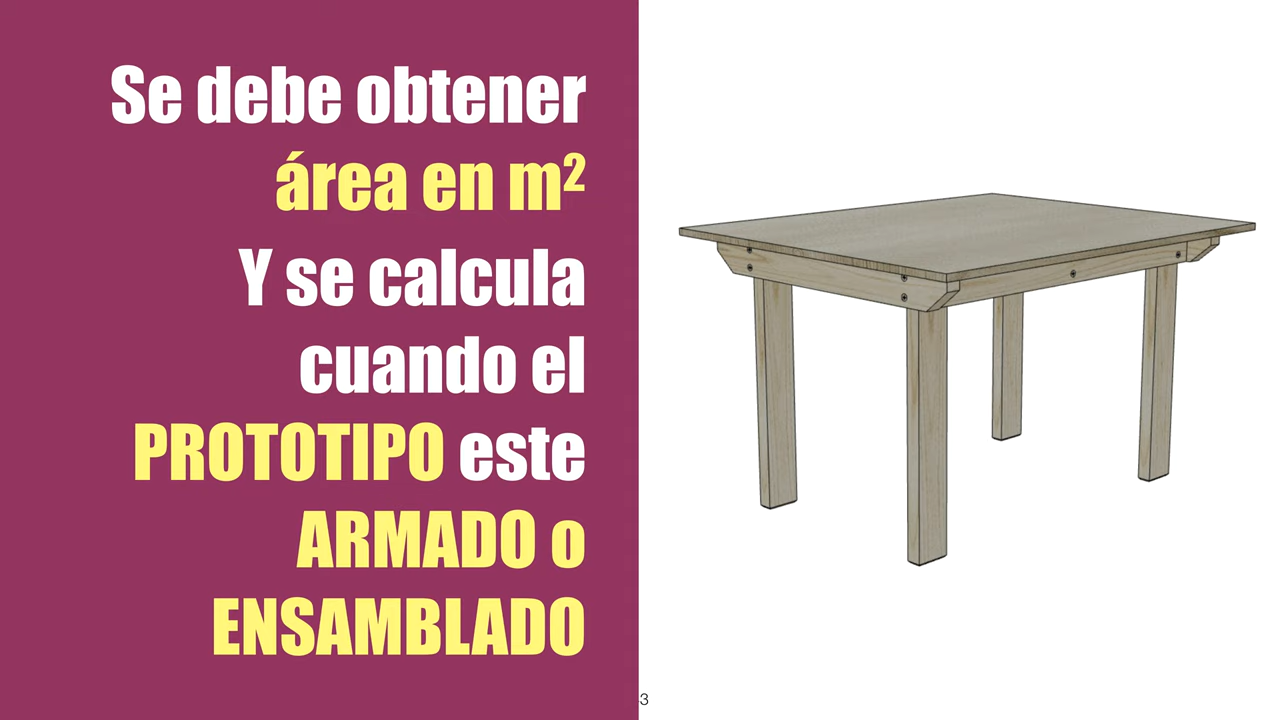 Se debe obtener
área en m²
Y se calcula
cuando el
PROTOTIPO este
ARMADO o
ENSAMBLADO
3